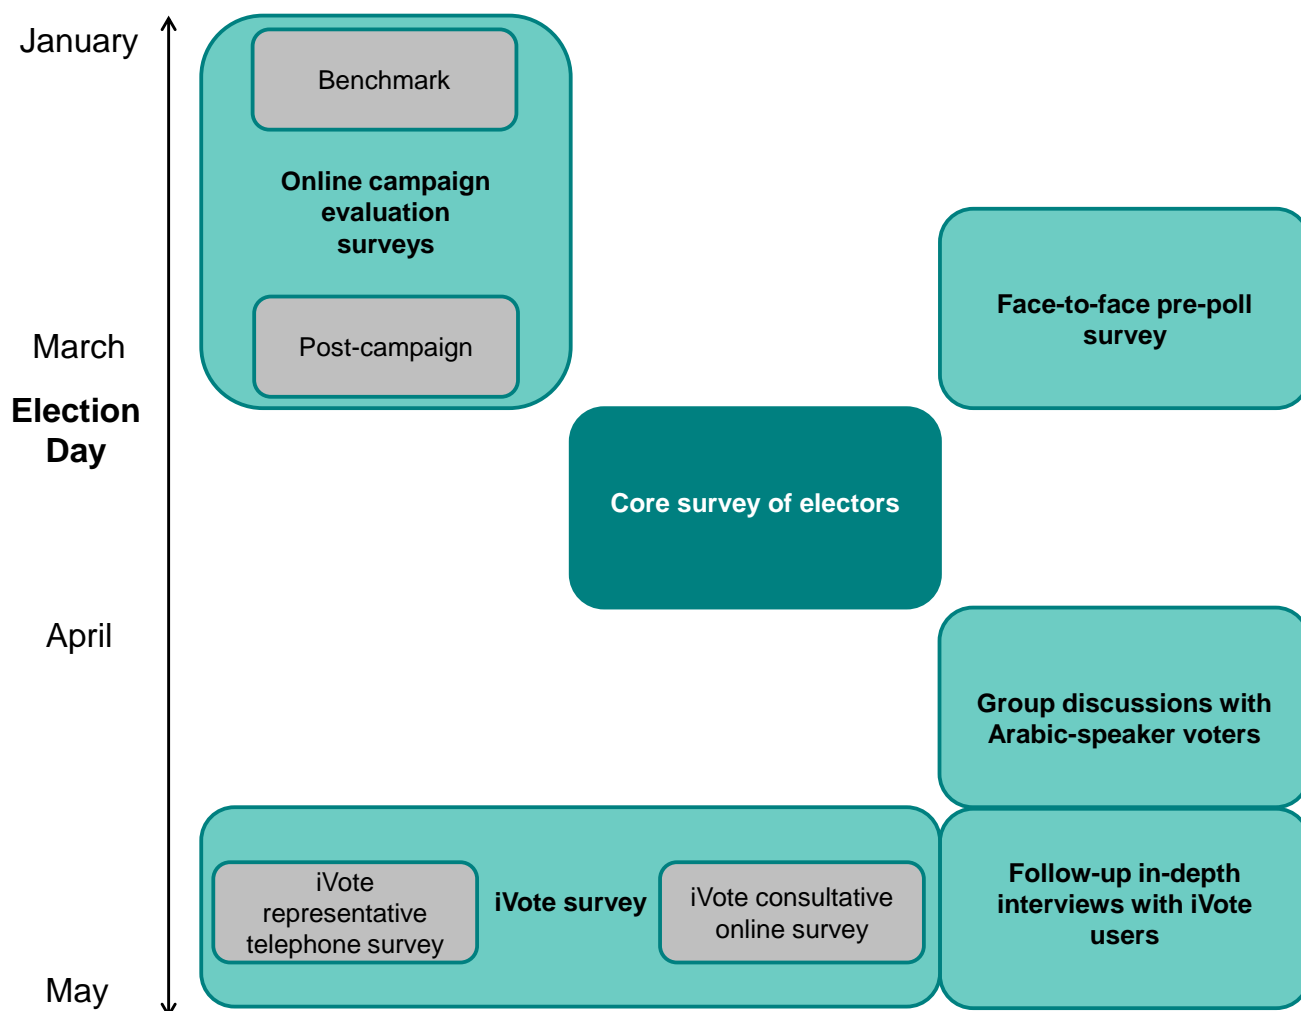 January
Benchmark
Online campaign
evaluation
surveys
Post-campaign
Face-to-face pre-poll
survey
March
Election
Day
Core survey of electors
April
Group discussions with
Arabic-speaker voters
iVote
representative
telephone survey
iVote survey
iVote consultative
online survey
Follow-up in-depth
interviews with iVote
users
May